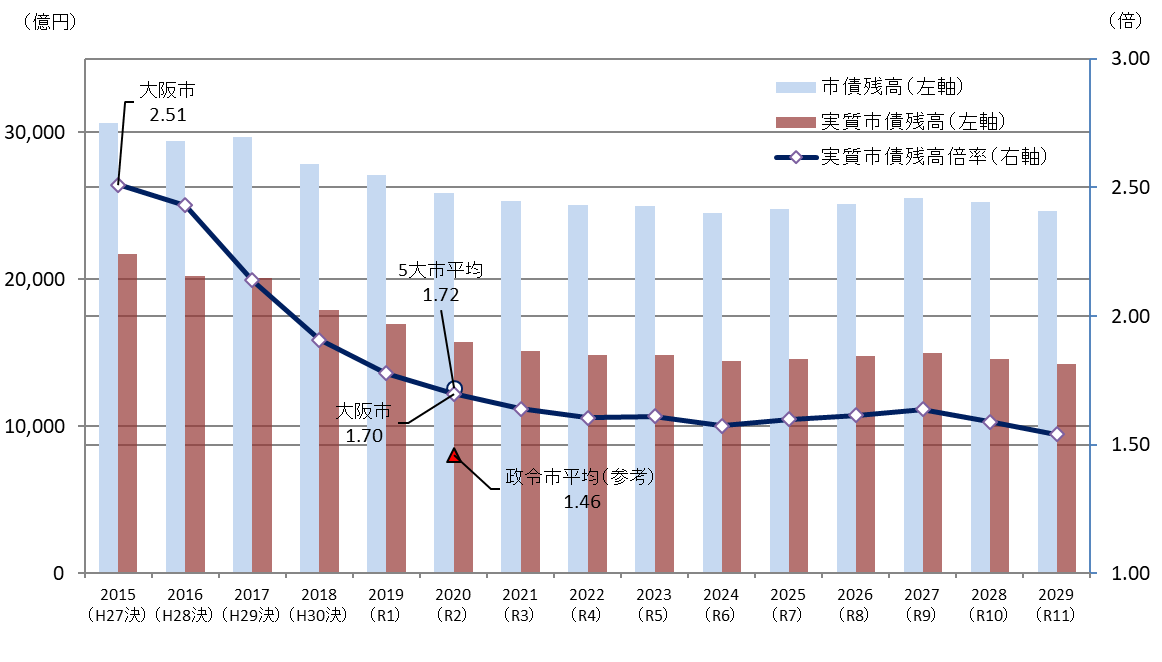 （億円）
（倍）
3.00
30,000
2.50
20,000
2.00
10,000
1.50
0
1.00
市債残高（左軸）
実質市債残高（左軸）
実質市債残高倍率（右軸）
大阪市
2.51
5大市平均
1.72
大阪市
1.70
政令市平均（参考）
1.46
2015 2016 2017 2018 2019 2020 2021 2022 2023 2024 2025 2026 2027 2028 2029
（H27決） （H28決） （H29決） （H30決） （R1） （R2） （R3） （R4） （R5） （R6） （R7） （R8） （R9） （R10） （R11）